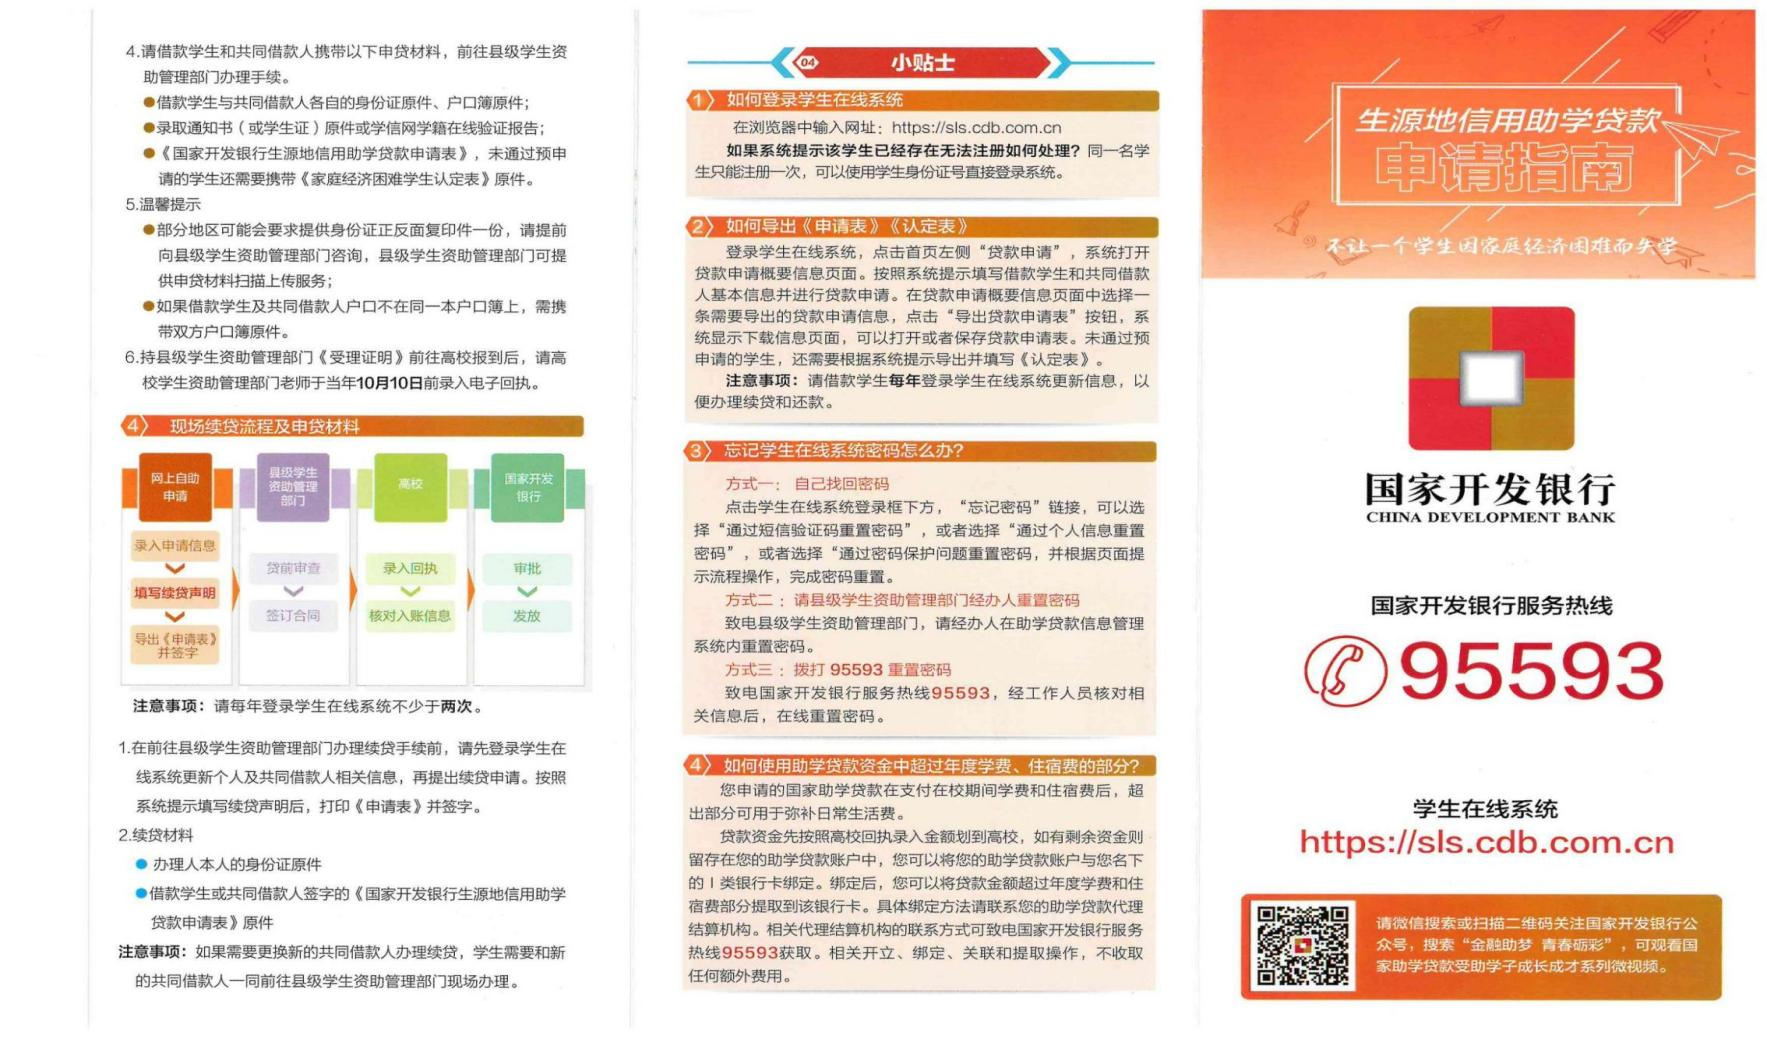 4.请借款学生和共同借款人携带以下申贷材料，前往县级学生资
助管理部门办理手续。
●借款学生与共同借款人各自的身份证原件、户口簿原件；
●录取通知书（或学生证）原件或学信网学籍在线验证报告；
●《国家开发银行生源地信用助学贷款申请表》，未通过预申
请的学生还需要携带《家庭经济困难学生认定表》原件。
5.温馨提示
●部分地区可能会要求提供身份证正反面复印件一份，请提前
向县级学生资助管理部门咨询，县级学生资助管理部门可提
供申贷材料扫描上传服务；
●如果借款学生及共同借款人户口不在同一本户口簿上，需携
带双方户口簿原件。
6.持县级学生资助管理部门《受理证明》前往高校报到后，请高
校学生资助管理部门老师于当年10月10日前录入电子回执。
4 现场续贷流程及申贷材料
网上自助
申请
县级学生
资助管理
部门
高校
国家开发
银行
录入申请信息
填写续贷声明
导出《申请表》
并签字
贷前审查
签订合同
录入回执
核对入账信息
审批
发放
注意事项：请每年登录学生在线系统不少于两次。
1.在前往县级学生资助管理部门办理续贷手续前，请先登录学生在
线系统更新个人及共同借款人相关信息，再提出续贷申请。按照
系统提示填写续贷声明后，打印《申请表》并签字。
2.续贷材料
● 办理人本人的身份证原件
●借款学生或共同借款人签字的《国家开发银行生源地信用助学
贷款申请表》原件
注意事项：如果需要更换新的共同借款人办理续贷，学生需要和新
的共同借款人一同前往县级学生资助管理部门现场办理。
04 小贴士
1 如何登录学生在线系统
在浏览器中输入网址：https://sls.cdb.com.cn
如果系统提示该学生已经存在无法注册如何处理？同一名学
生只能注册一次，可以使用学生身份证号直接登录系统。
2 如何导出《申请表》《认定表》
登录学生在线系统，点击首页左侧“贷款申请”，系统打开
贷款申请概要信息页面。按照系统提示填写借款学生和共同借款
人基本信息并进行贷款申请。在贷款申请概要信息页面中选择一
条需要导出的贷款申请信息，点击“导出贷款申请表”按钮，系
统显示下载信息页面，可以打开或者保存贷款申请表。未通过预
申请的学生，还需要根据系统提示导出并填写《认定表》。
注意事项：请借款学生每年登录学生在线系统更新信息，以
便办理续贷和还款。
3 忘记学生在线系统密码怎么办？
方式一： 自己找回密码
点击学生在线系统登录框下方，“忘记密码”链接，可以选
择“通过短信验证码重置密码”，或者选择“通过个人信息重置
密码”，或者选择“通过密码保护问题重置密码，并根据页面提
示流程操作，完成密码重置。
方式二：请县级学生资助管理部门经办人重置密码
致电县级学生资助管理部门，请经办人在助学贷款信息管理
系统内重置密码。
方式三：拨打 95593 重置密码
致电国家开发银行服务热线95593，经工作人员核对相
关信息后，在线重置密码。
4 如何使用助学贷款资金中超过年度学费、住宿费的部分？
您申请的国家助学贷款在支付在校期间学费和住宿费后，超
出部分可用于弥补日常生活费。
贷款资金先按照高校回执录入金额划到高校，如有剩余资金则
留存在您的助学贷款账户中，您可以将您的助学贷款账户与您名下
的Ⅰ类银行卡绑定。绑定后，您可以将贷款金额超过年度学费和住
宿费部分提取到该银行卡。具体绑定方法请联系您的助学贷款代理
结算机构。相关代理结算机构的联系方式可致电国家开发银行服务
热线95593获取。相关开立、绑定、关联和提取操作，不收取
任何额外费用。
生源地信用助学贷款
申请指南
不让一个学生因家庭经济困难而失学
国家开发银行
CHINA DEVELOPMENT BANK
国家开发银行服务热线
95593
学生在线系统
https://sls.cdb.com.cn
请微信搜索或扫描二维码关注国家开发银行公
众号，搜索“金融助梦 青春砺彩”，可观看国
家助学贷款受助学子成长成才系列微视频。